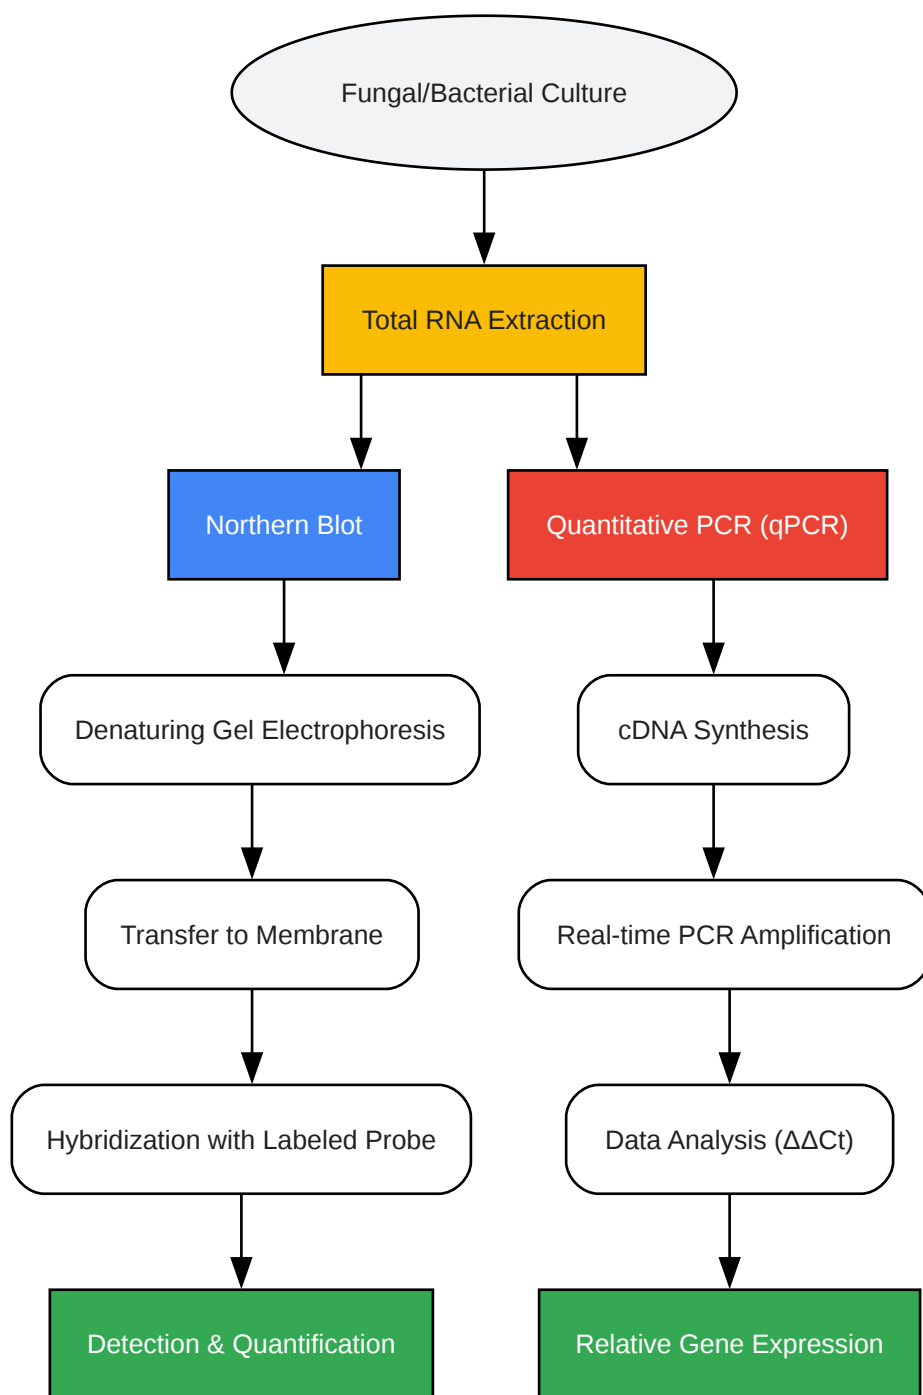 Fungal/Bacterial Culture
Total RNA Extraction
Northern Blot
Quantitative PCR (qPCR)
Denaturing Gel Electrophoresis
cDNA Synthesis
Transfer to Membrane
Real-time PCR Amplification
Hybridization with Labeled Probe
Data Analysis (ΔΔCt)
Detection & Quantification
Relative Gene Expression